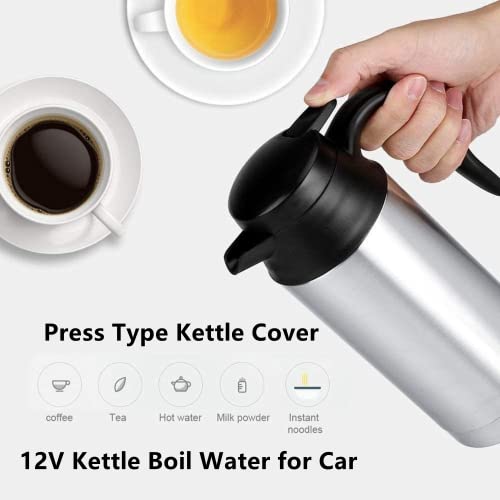 Press Type Kettle Cover
coffee
Tea
Hot water
Milk powder
Instant
noodles
12V Kettle Boil Water for Car